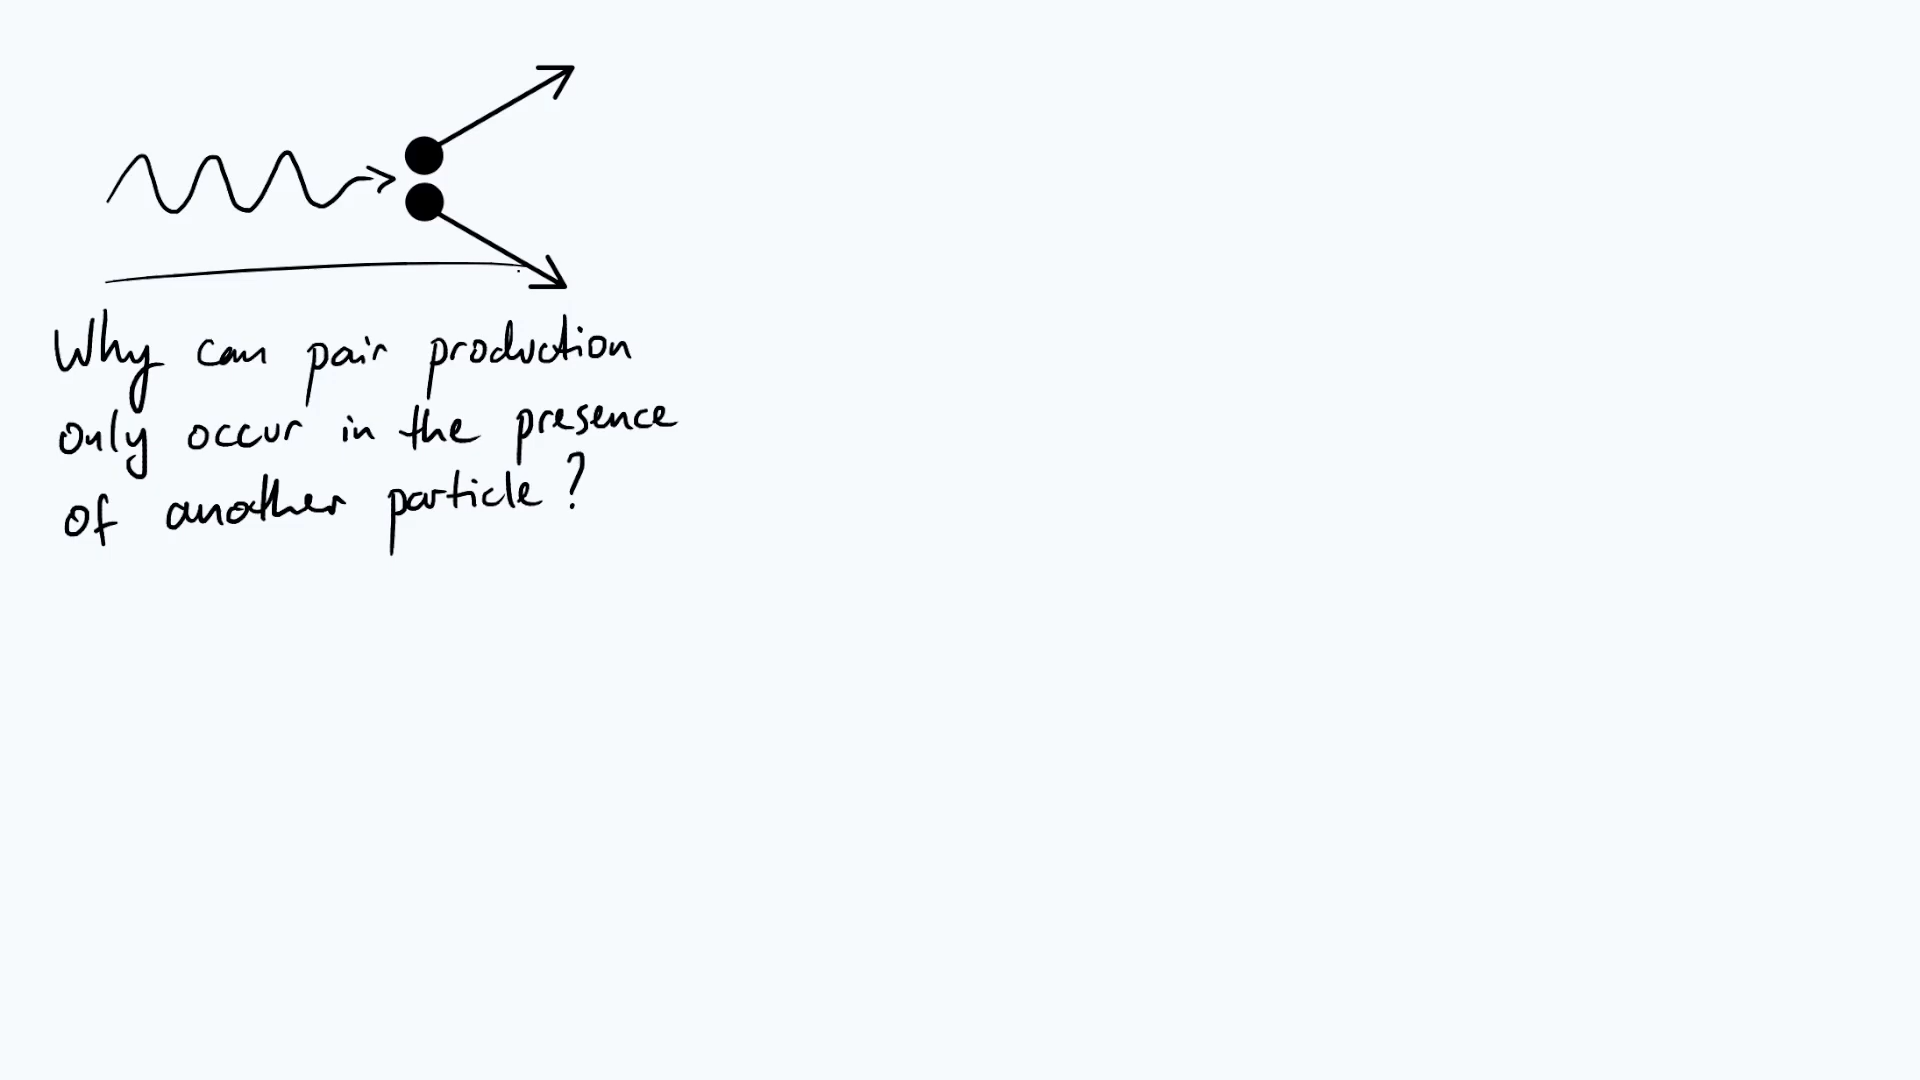 Why can pair production
only occur in the presence
of another particle?